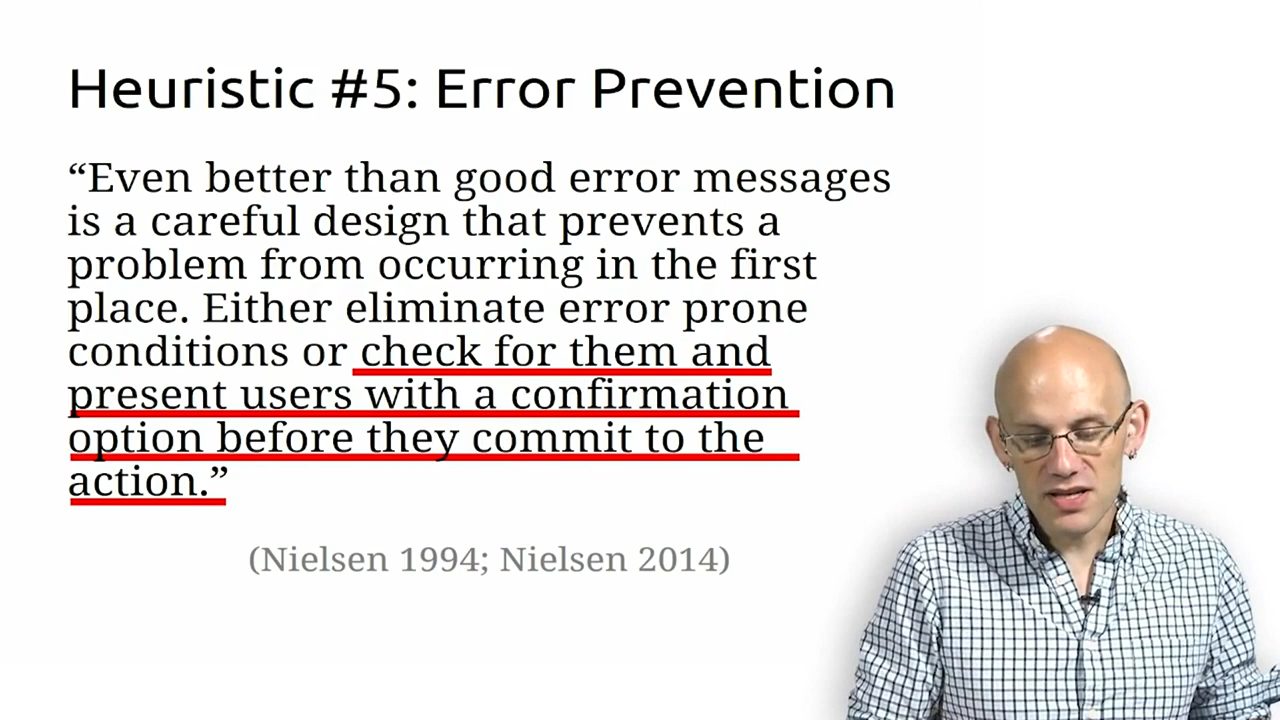 Heuristic #5: Error Prevention
“Even better than good error messages
is a careful design that prevents a
problem from occurring in the first
place. Either eliminate error prone
conditions or check for them and
present users with a confirmation
option before they commit to the
action.”
(Nielsen 1994; Nielsen 2014)